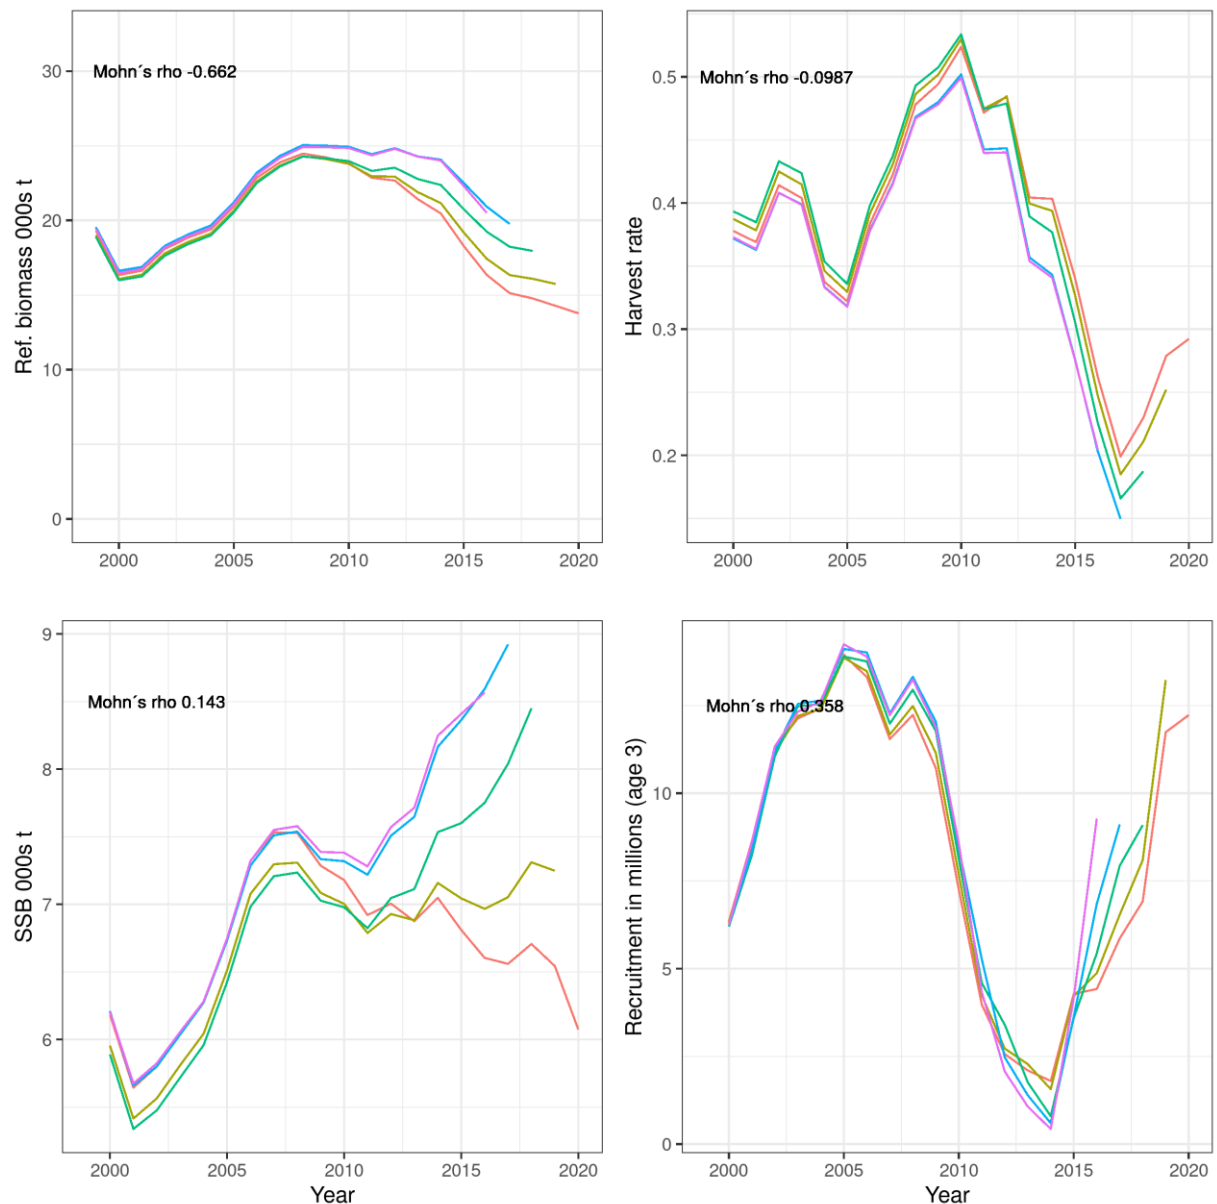 Mohn´s rho -0.662
Ref. biomass 000s t
30
20
10
0
2000 2005 2010 2015 2020
Mohn´s rho -0.0987
Harvest rate
0.5
0.4
0.3
0.2
2000 2005 2010 2015 2020
Mohn´s rho 0.143
SSB 000s t
9
8
7
6
2000 2005 2010 2015 2020
Year
Mohn´s rho 0.358
Recruitment in millions (age 3)
10
5
0
2000 2005 2010 2015 2020
Year